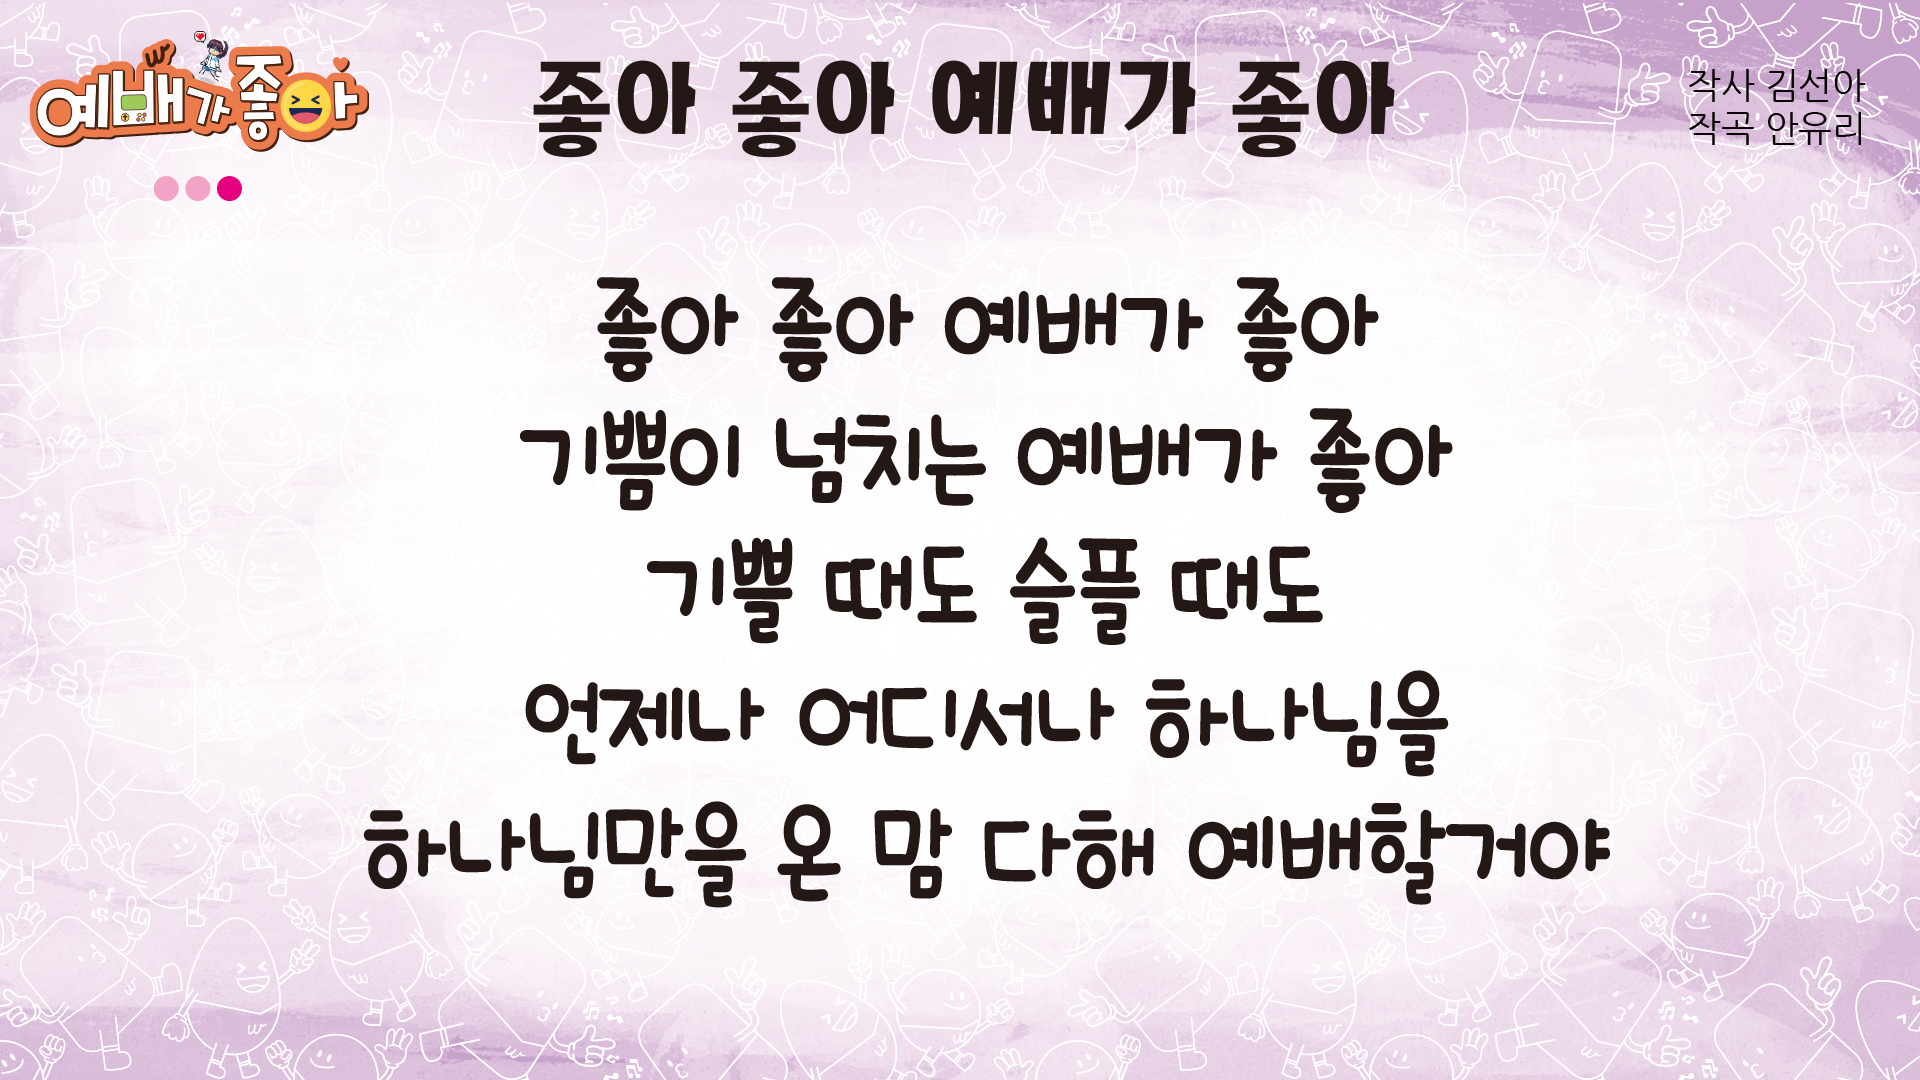 예배가 좋아
좋아 좋아 예배가 좋아
작사 김선아
작곡 안유리
좋아 좋아 예배가 좋아
기쁨이 넘치는 예배가 좋아
기쁠 때도 슬플 때도
언제나 어디서나 하나님을
하나님만을 온 맘 다해 예배할거야